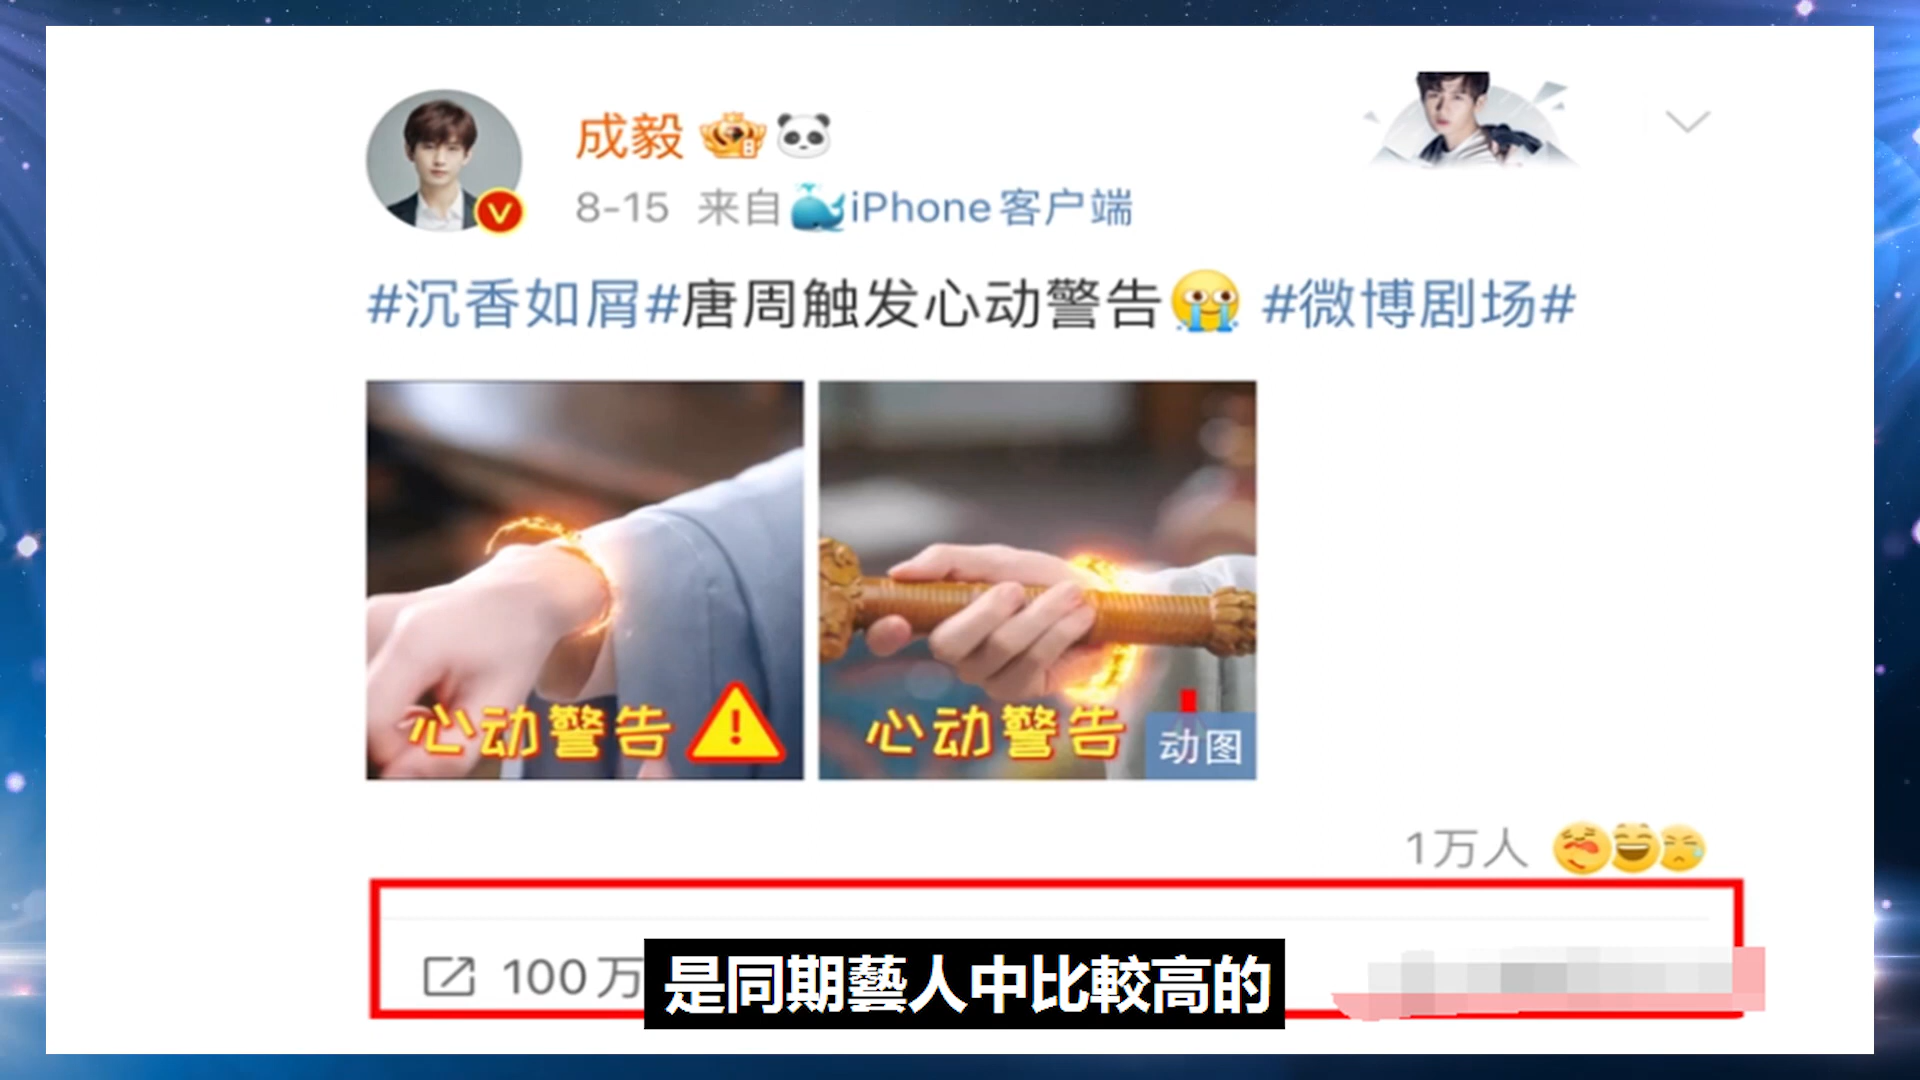 成毅
8-15 来自 iPhone客户端
#沉香如屑#唐周触发心动警告 #微博剧场#
心动警告
心动警告
动图
1万人
100万
是同期藝人中比較高的